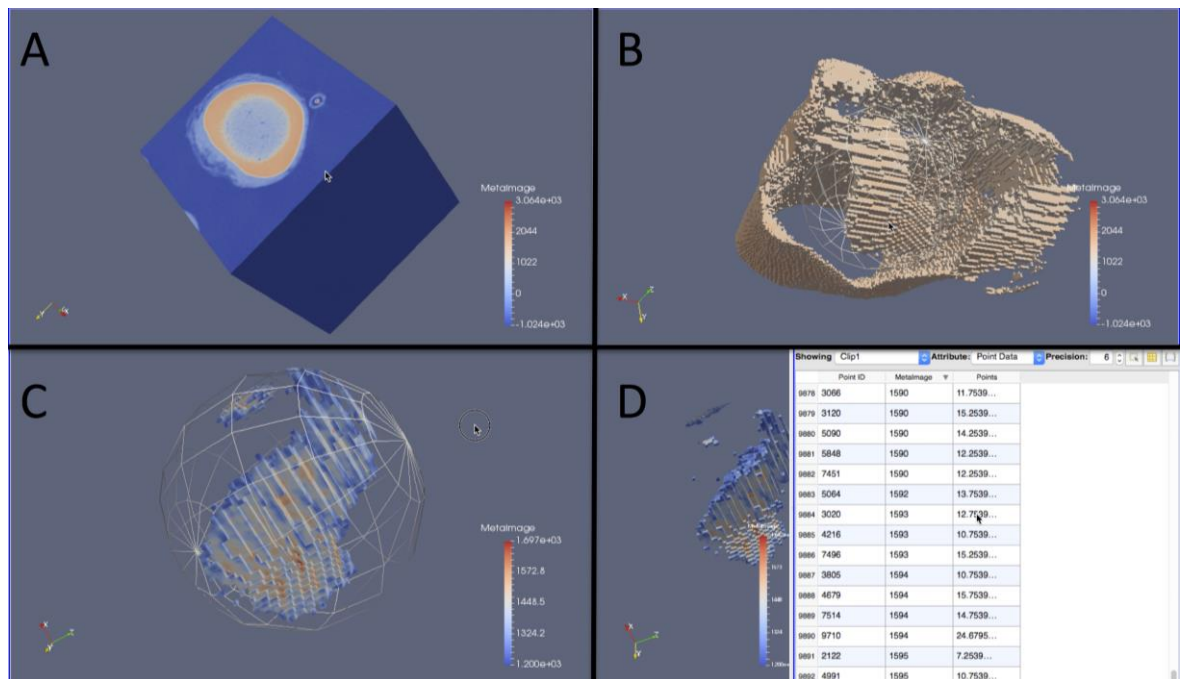 A
MetaImage
3.064e+03
2044
1022
0
-1.024e+03
B
MetaImage
3.064e+03
2044
1022
0
-1.024e+03
C
MetaImage
1.697e+03
1572.8
1448.5
1324.2
1.200e+03
D
Showing Clip1 Attribute: Point Data Precision: 6
Point ID MetaImage Points
9878 3066 1590 11.7539...
9879 3120 1590 15.2539...
9880 5090 1590 14.2539...
9881 5848 1590 12.2539...
9882 7451 1590 12.2539...
9883 5064 1592 13.7539...
9884 3020 1593 12.7539...
9885 4216 1593 10.7539...
9886 7496 1593 15.2539...
9887 3805 1594 10.7539...
9888 4679 1594 15.7539...
9889 7514 1594 14.7539...
9890 9710 1594 24.6795...
9891 2122 1595 7.2539...
9892 4991 1595 10.7539...